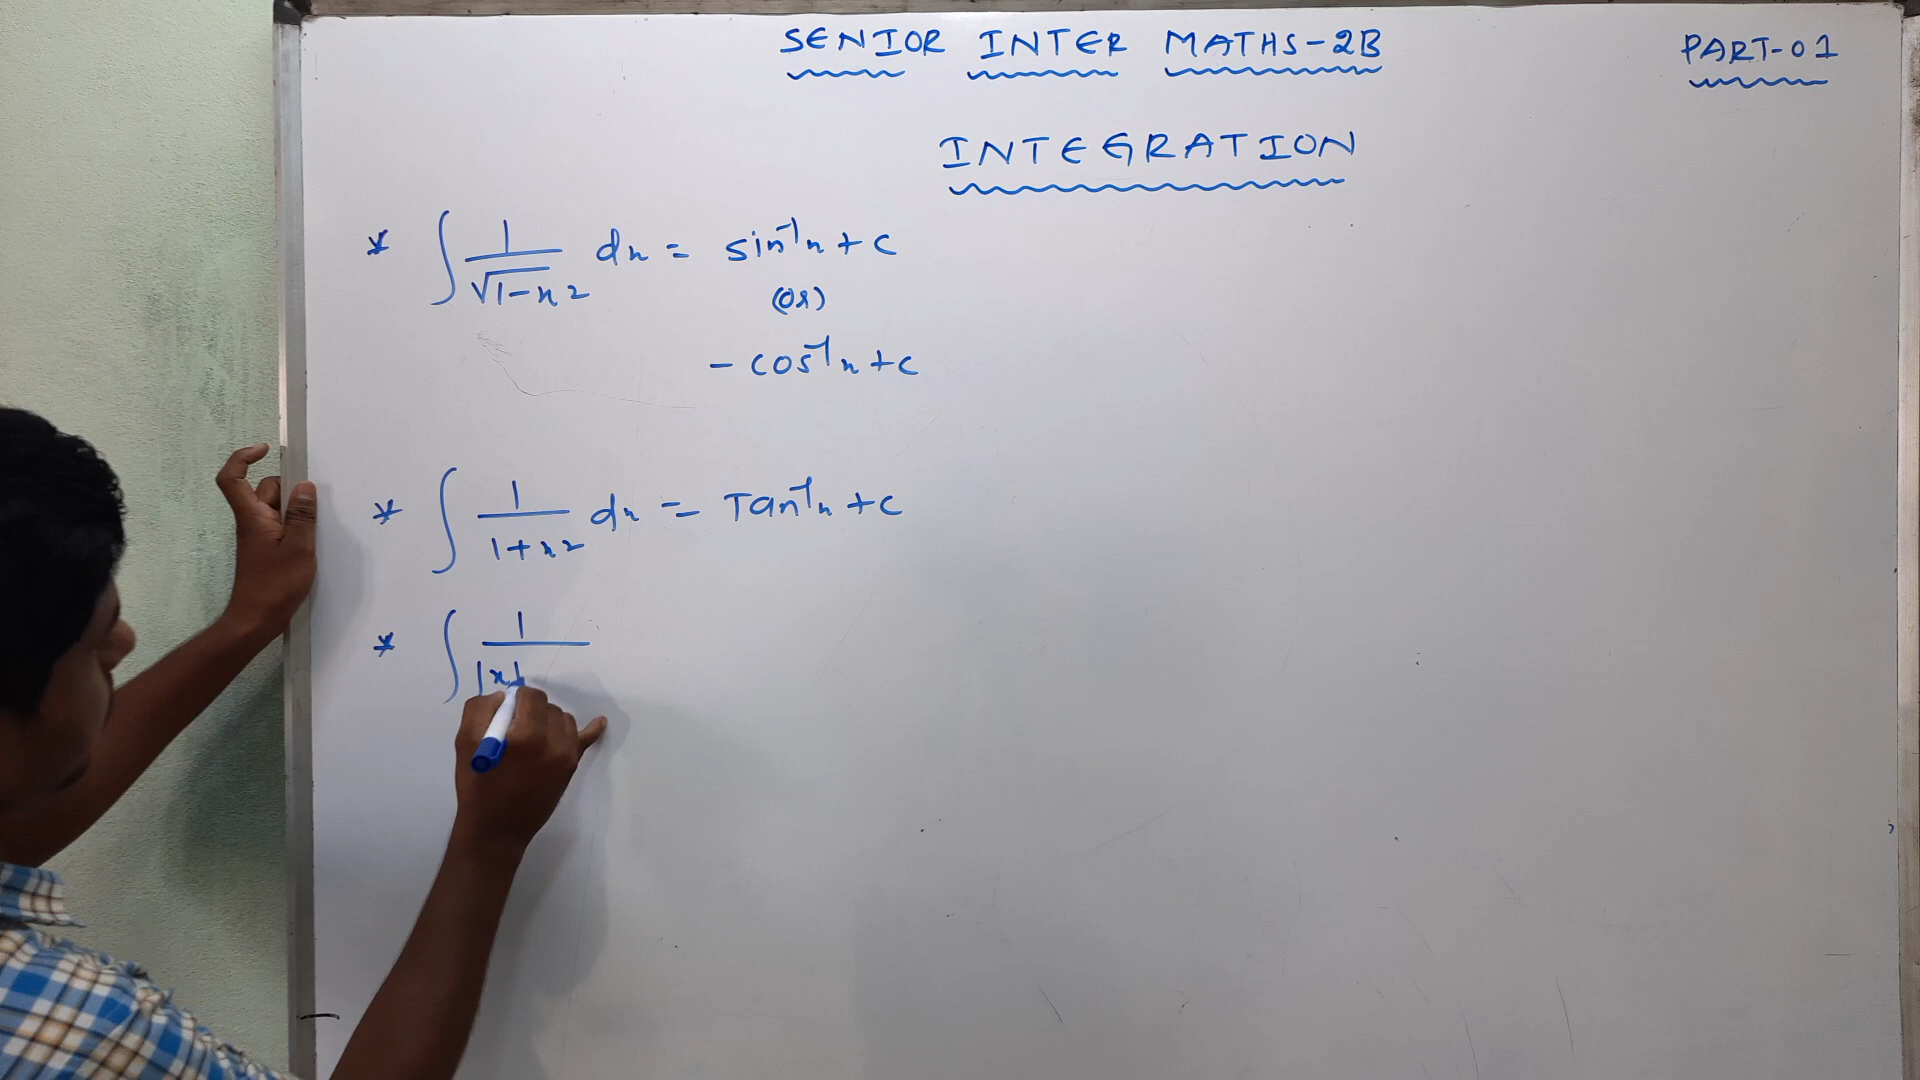 SENIOR INTER MATHS-2B
PART-01
INTEGRATION
* ∫ 1/√1-x2 dx = sin⁻¹x + c
(or)
- cos⁻¹x + c
* ∫ 1/1+x2 dx = Tan⁻¹x + c
* ∫ 1/|x|